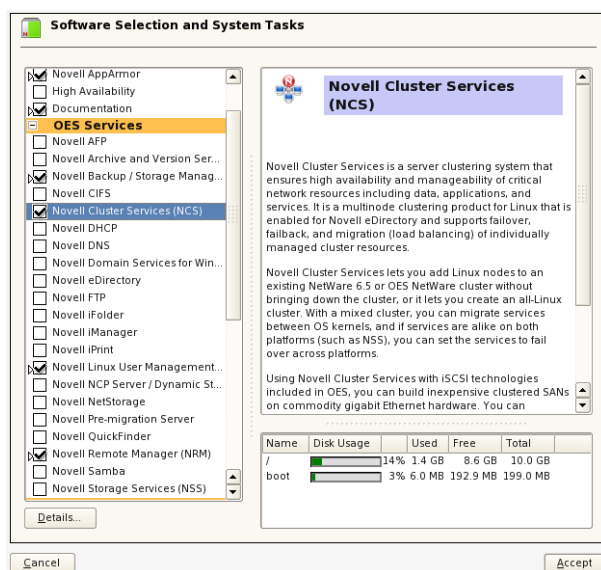 Software Selection and System Tasks
Novell AppArmor
High Availability
Documentation
OES Services
Novell AFP
Novell Archive and Version Ser...
Novell Backup / Storage Manag...
Novell CIFS
Novell Cluster Services (NCS)
Novell DHCP
Novell DNS
Novell Domain Services for Win...
Novell eDirectory
Novell FTP
Novell iFolder
Novell iManager
Novell iPrint
Novell Linux User Management...
Novell NCP Server / Dynamic St...
Novell NetStorage
Novell Pre-migration Server
Novell QuickFinder
Novell Remote Manager (NRM)
Novell Samba
Novell Storage Services (NSS)
Details...
Novell Cluster Services
(NCS)
Novell Cluster Services is a server clustering system that
ensures high availability and manageability of critical
network resources including data, applications, and
services. It is a multinode clustering product for Linux that is
enabled for Novell eDirectory and supports failover,
failback, and migration (load balancing) of individually
managed cluster resources.
Novell Cluster Services lets you add Linux nodes to an
existing NetWare 6.5 or OES NetWare cluster without
bringing down the cluster, or it lets you create an all-Linux
cluster. With a mixed cluster, you can migrate services
between OS kernels, and if services are alike on both
platforms (such as NSS), you can set the services to fail
over across platforms.
Using Novell Cluster Services with iSCSI technologies
included in OES, you can build inexpensive clustered SANs
on commodity gigabit Ethernet hardware. You can
Name Disk Usage Used Free Total
/ 14% 1.4 GB 8.6 GB 10.0 GB
boot 3% 6.0 MB 192.9 MB 199.0 MB
Cancel
Accept